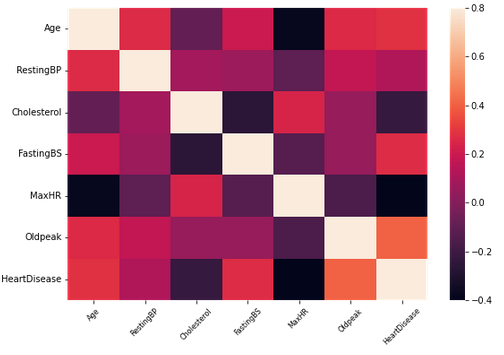 Age
RestingBP
Cholesterol
FastingBS
MaxHR
Oldpeak
HeartDisease
Age
RestingBP
Cholesterol
FastingBS
MaxHR
Oldpeak
HeartDisease
0.8
0.6
0.4
0.2
0.0
−0.2
−0.4